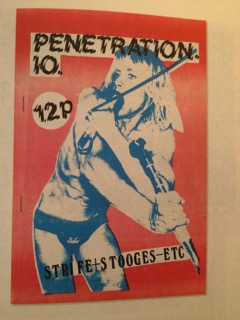 PENETRATION.
10.
12P
STRIFE+STOOGES-ETC